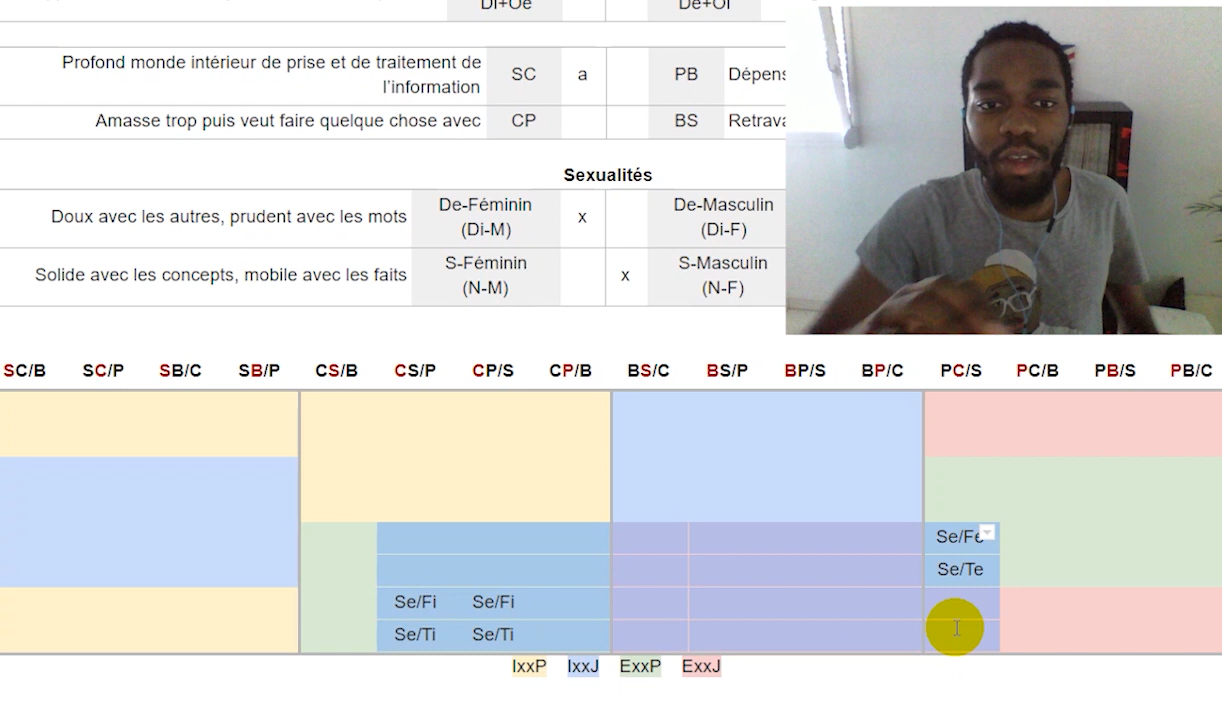 Di+Oe De+Oi
Profond monde intérieur de prise et de traitement de
l'information SC a PB Dépens
Amasse trop puis veut faire quelque chose avec CP BS Retrava
Sexualités
Doux avec les autres, prudent avec les mots De-Féminin x De-Masculin
(Di-M) (Di-F)
Solide avec les concepts, mobile avec les faits S-Féminin x S-Masculin
(N-M) (N-F)
SC/B SC/P SB/C SB/P CS/B CS/P CP/S CP/B BS/C BS/P BP/S BP/C PC/S PC/B PB/S PB/C
Se/Fe
Se/Te
Se/Fi Se/Fi
Se/Ti Se/Ti
IxxP IxxJ ExxP ExxJ